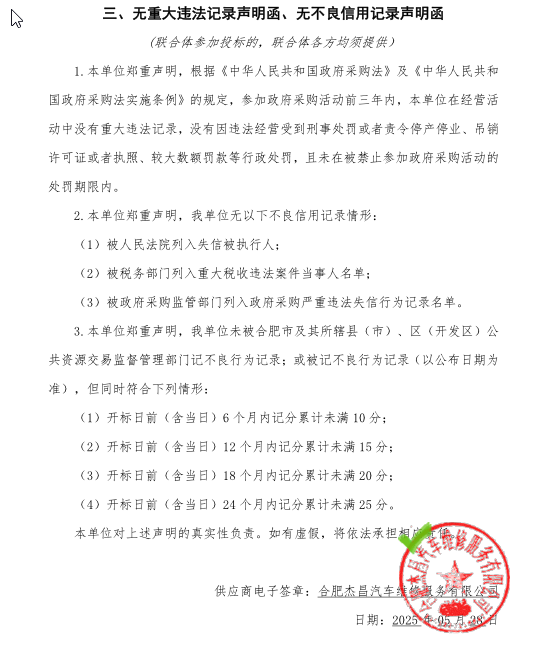 三、无重大违法记录声明函、无不良信用记录声明函
(联合体参加投标的，联合体各方均须提供)
1.本单位郑重声明，根据《中华人民共和国政府采购法》及《中华人民共和
国政府采购法实施条例》的规定，参加政府采购活动前三年内，本单位在经营活
动中没有重大违法记录，没有因违法经营受到刑事处罚或者责令停产停业、吊销
许可证或者执照、较大数额罚款等行政处罚，且未在被禁止参加政府采购活动的
处罚期限内。
2.本单位郑重声明，我单位无以下不良信用记录情形：
（1）被人民法院列入失信被执行人；
（2）被税务部门列入重大税收违法案件当事人名单；
（3）被政府采购监管部门列入政府采购严重违法失信行为记录名单。
3.本单位郑重声明，我单位未被合肥市及其所辖县（市）、区（开发区）公
共资源交易监督管理部门记不良行为记录；或被记不良行为记录（以公布日期为
准），但同时符合下列情形：
（1）开标日前（含当日）6 个月内记分累计未满 10 分；
（2）开标日前（含当日）12 个月内记分累计未满 15 分；
（3）开标日前（含当日）18 个月内记分累计未满 20 分；
（4）开标日前（含当日）24 个月内记分累计未满 25 分。
本单位对上述声明的真实性负责。如有虚假，将依法承担相应责任。
供应商电子签章：合肥杰昌汽车维修服务有限公司
日期：2025 年 05 月 28 日